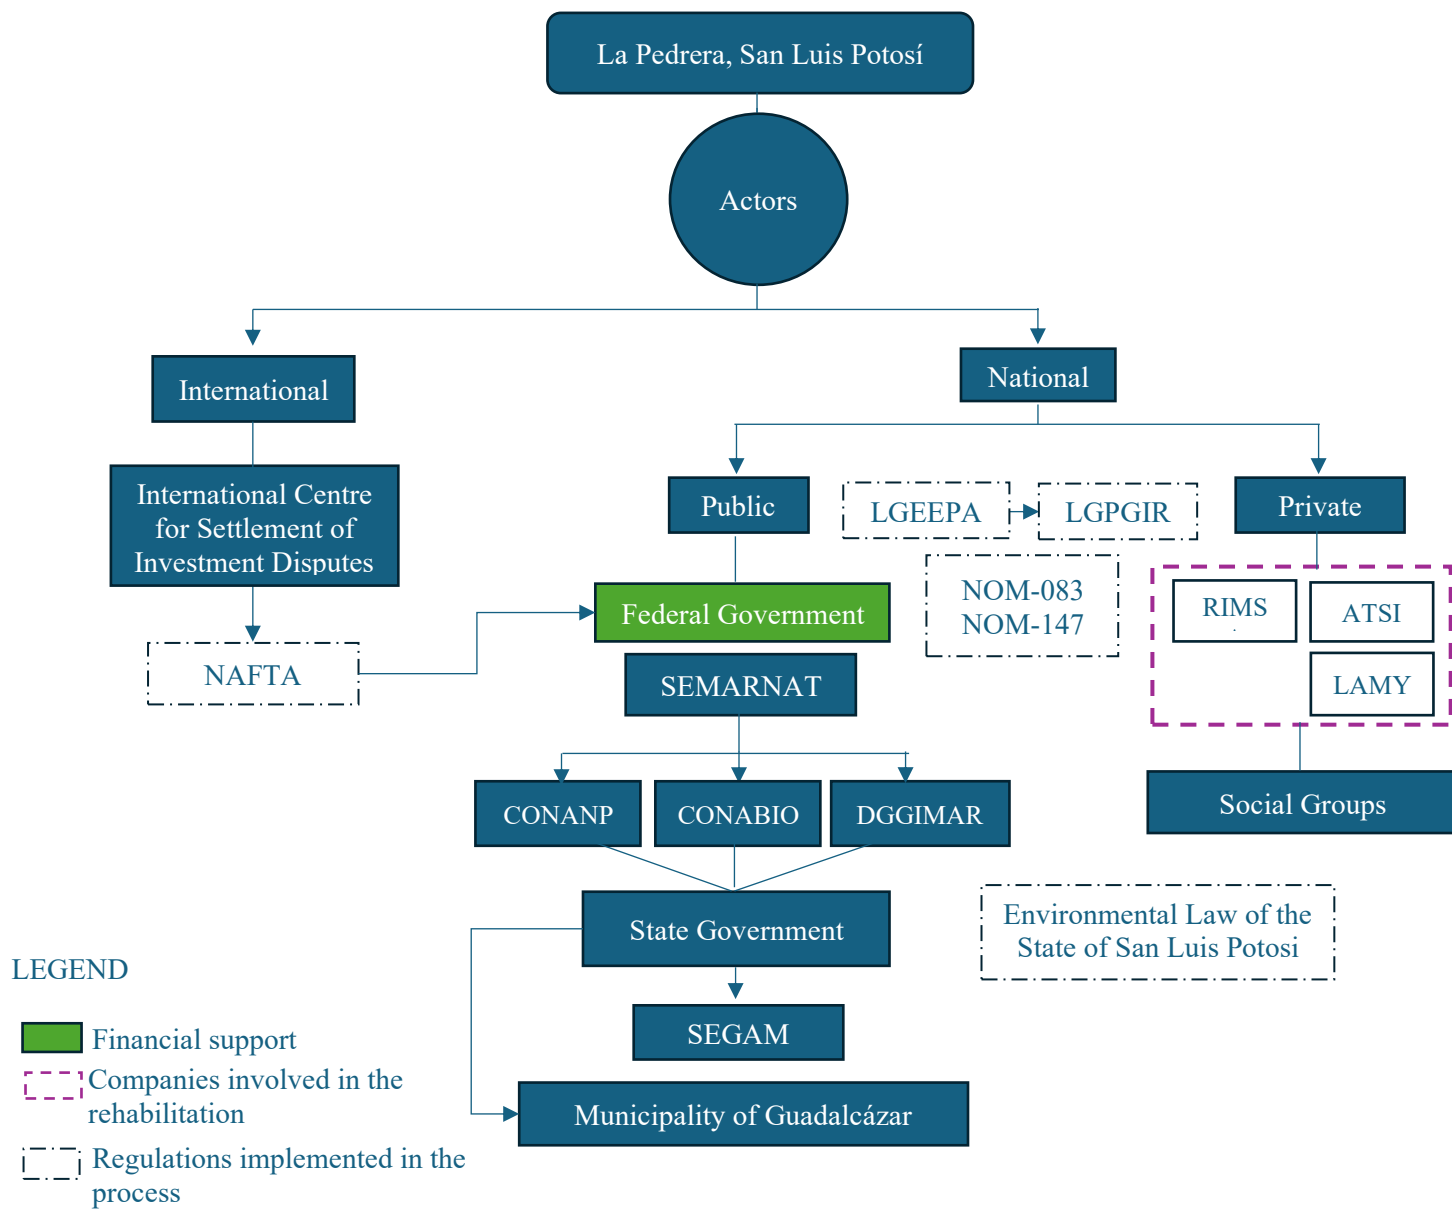 La Pedrera, San Luis Potosí
Actors
International
National
International Centre
for Settlement of
Investment Disputes
Public
LGEEPA
LGPGIR
Private
NOM-083
NOM-147
RIMS
ATSI
LAMY
Federal Government
NAFTA
SEMARNAT
CONANP
CONABIO
DGGIMAR
Social Groups
State Government
Environmental Law of the
State of San Luis Potosi
SEGAM
Municipality of Guadalcázar
LEGEND
Financial support
Companies involved in the
rehabilitation
Regulations implemented in the
process